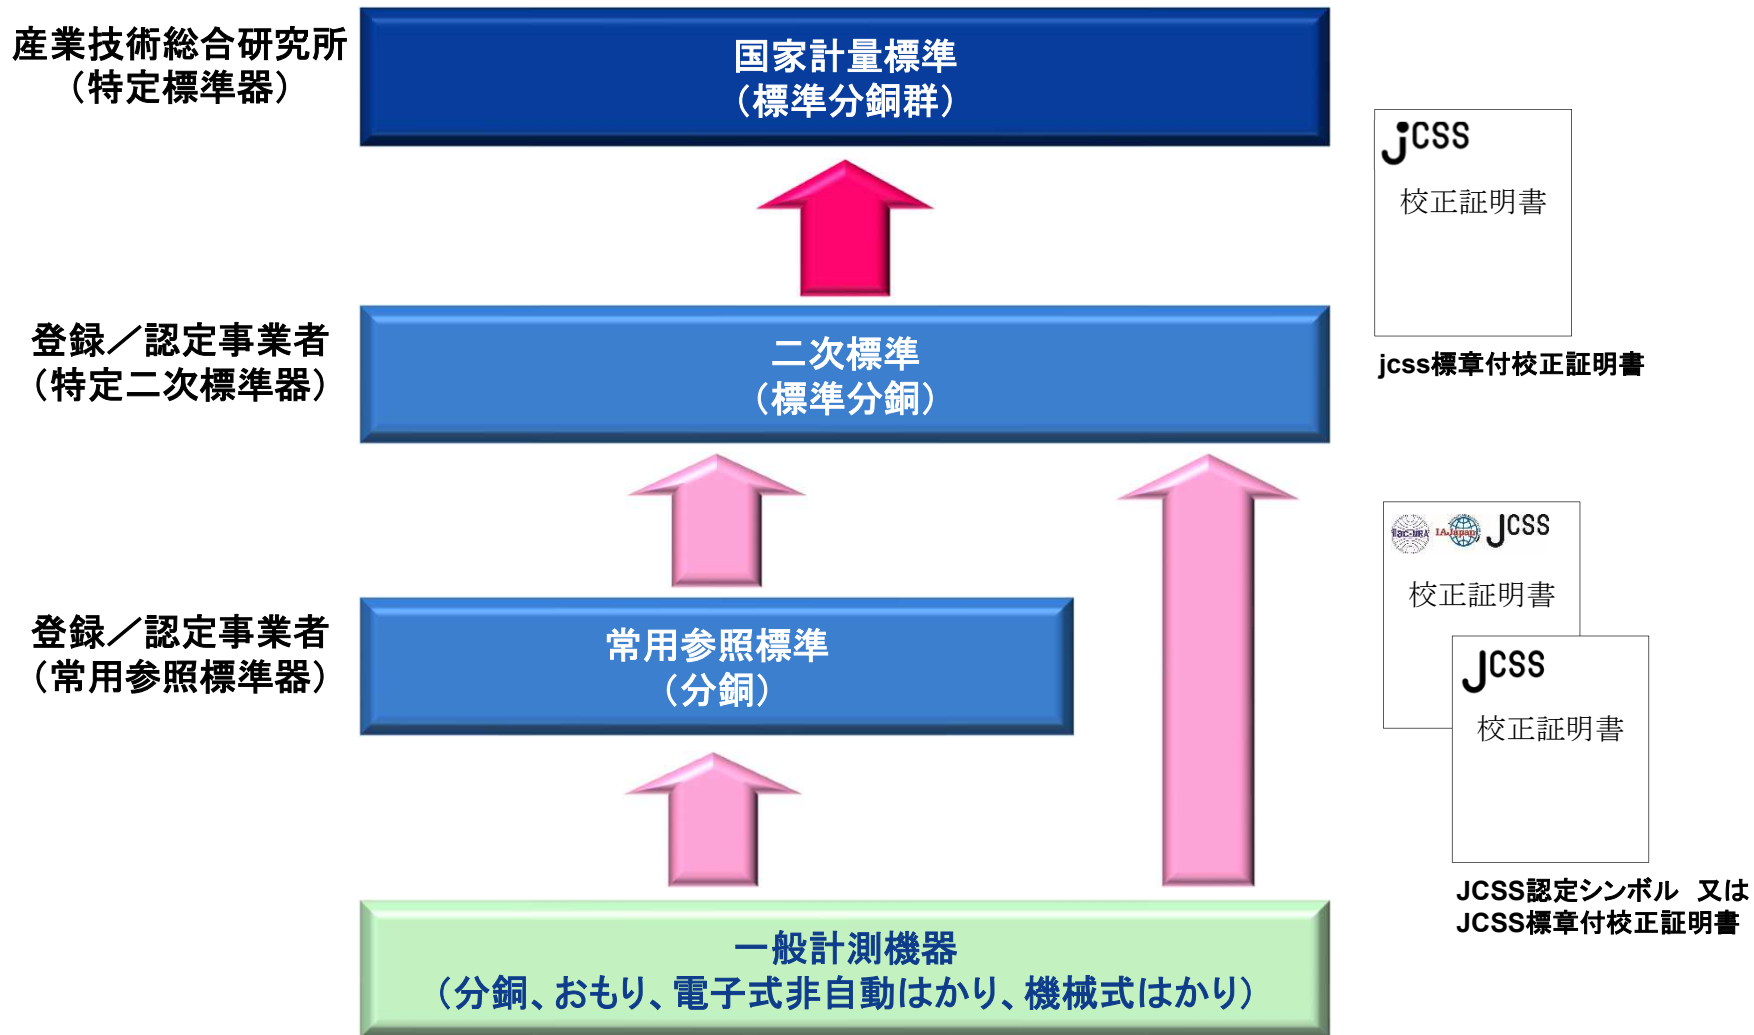 産業技術総合研究所
（特定標準器）
国家計量標準
（標準分銅群）
jcss
校正証明書
jcss標章付校正証明書
登録／認定事業者
（特定二次標準器）
二次標準
（標準分銅）
登録／認定事業者
（常用参照標準器）
常用参照標準
（分銅）
ilac-MRA IAJapan JCSS
校正証明書
JCSS
校正証明書
JCSS認定シンボル　又は
JCSS標章付校正証明書
一般計測機器
（分銅、おもり、電子式非自動はかり、機械式はかり）